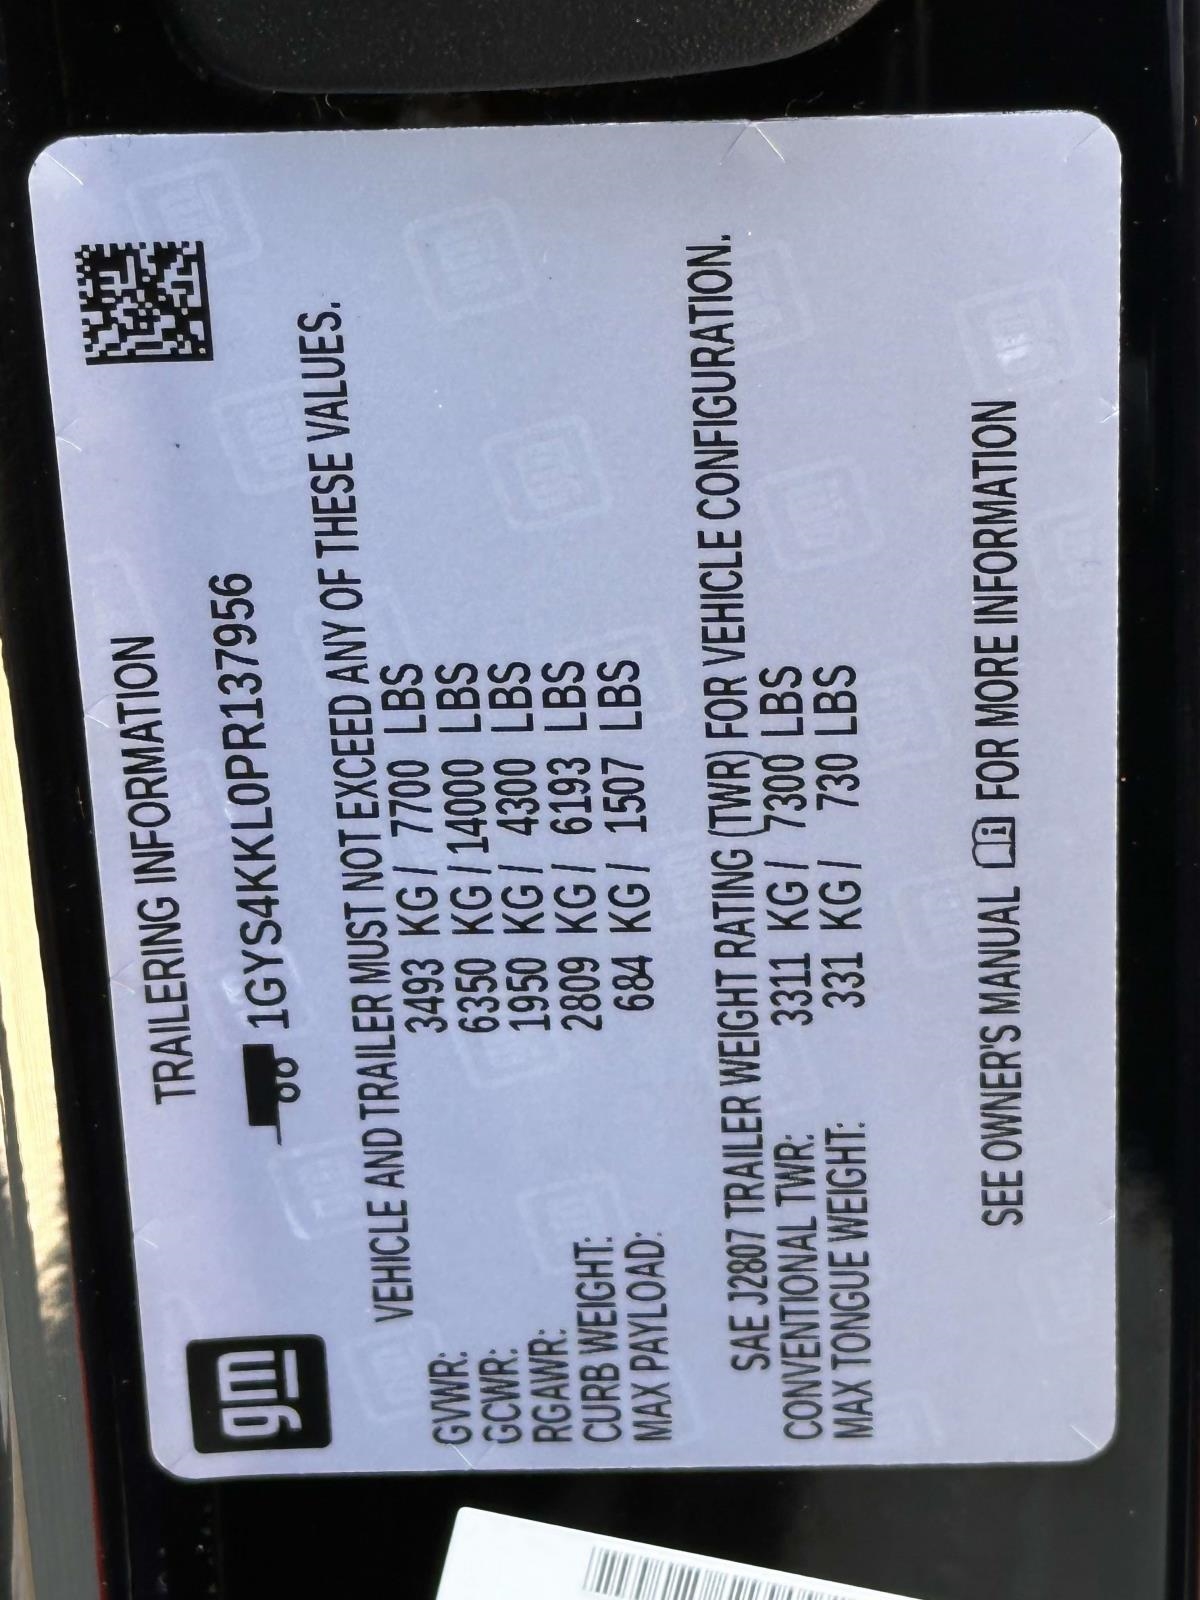 gm
TRAILERING INFORMATION
1GYS4KKL0PR137956
VEHICLE AND TRAILER MUST NOT EXCEED ANY OF THESE VALUES.
GVWR: 3493 KG / 7700 LBS
GCWR: 6350 KG / 14000 LBS
RGAWR: 1950 KG / 4300 LBS
CURB WEIGHT: 2809 KG / 6193 LBS
MAX PAYLOAD: 684 KG / 1507 LBS
SAE J2807 TRAILER WEIGHT RATING (TWR) FOR VEHICLE CONFIGURATION.
CONVENTIONAL TWR: 3311 KG / 7300 LBS
MAX TONGUE WEIGHT: 331 KG / 730 LBS
SEE OWNER'S MANUAL FOR MORE INFORMATION